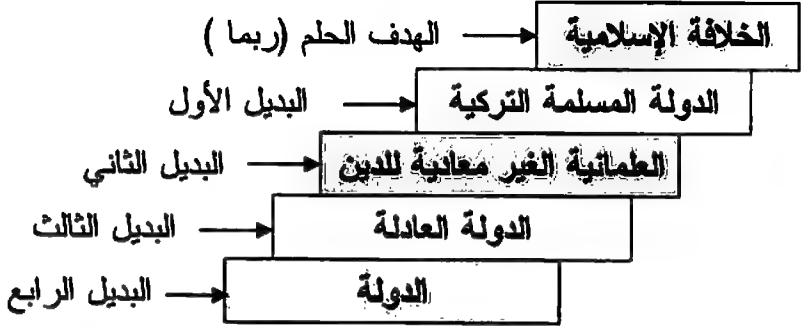 الخلافة الإسلامية الهدف الحلم (ربما )
الدولة المسلمة التركية البديل الأول
العلمانية الغير معادية للدين البديل الثاني
الدولة العادلة البديل الثالث
الدولة البديل الرابع